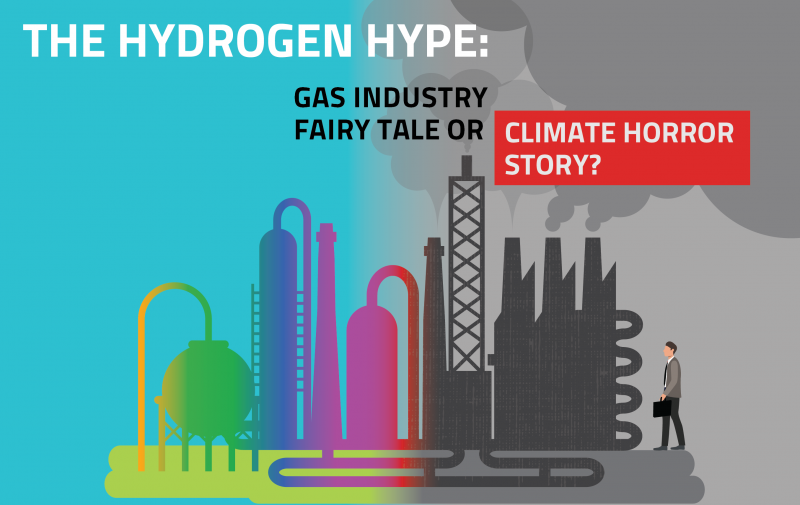 THE HYDROGEN HYPE:
GAS INDUSTRY
FAIRY TALE OR
CLIMATE HORROR
STORY?